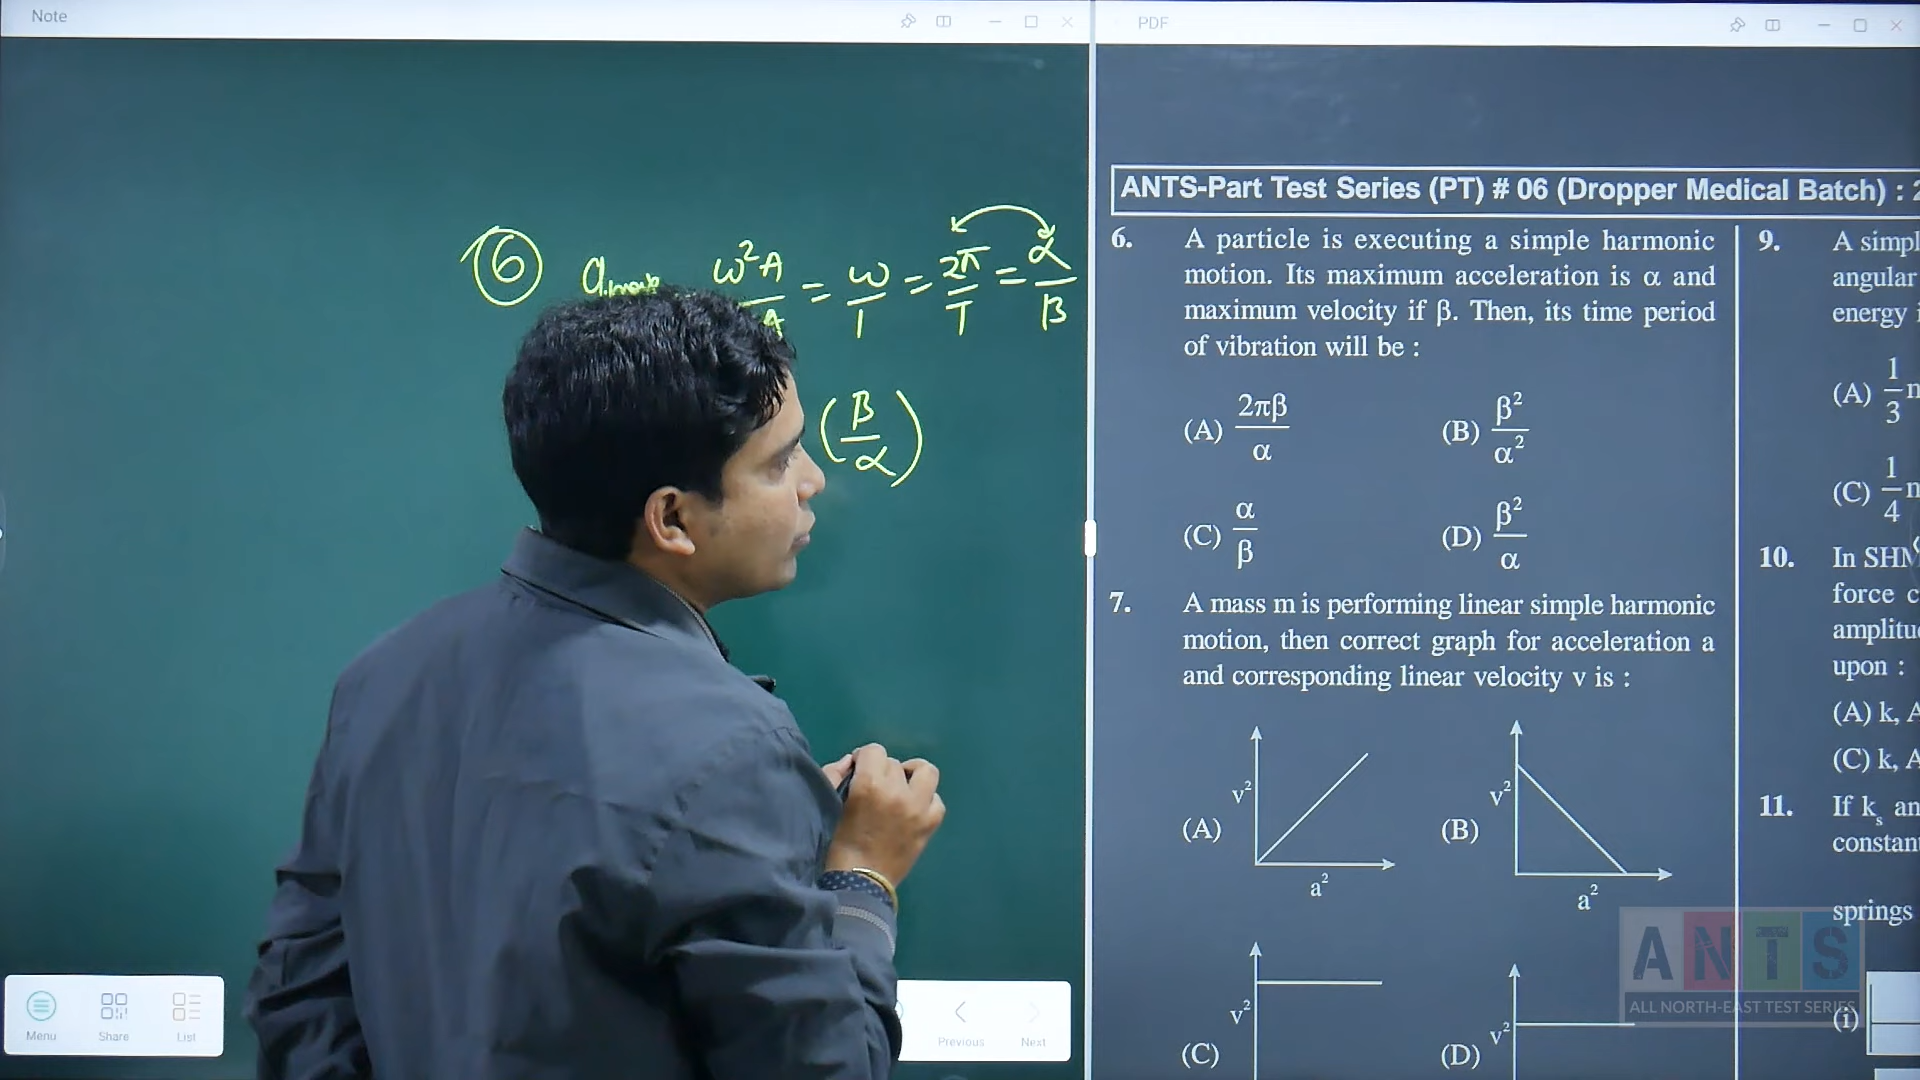 Note
PDF
6
a max ω²A = ω/1 = 2π/T = α/β
(β/α)
Menu
Share
List
Previous
Next
ANTS-Part Test Series (PT) # 06 (Dropper Medical Batch) :
6. A particle is executing a simple harmonic
motion. Its maximum acceleration is α and
maximum velocity if β. Then, its time period
of vibration will be :
(A) 2πβ/α (B) β²/α²
(C) α/β (D) β²/α
7. A mass m is performing linear simple harmonic
motion, then correct graph for acceleration a
and corresponding linear velocity v is :
(A) v² a² (B) v² a²
(C) v² (D) v²
9. A simpl
angular
energy i
(A) 1/3
(C) 1/4
10. In SHM
force c
amplitu
upon :
(A) k, A
(C) k, A
11. If kₛ an
constan
springs
(i)
ANTS
ALL NORTH-EAST TEST SERIES